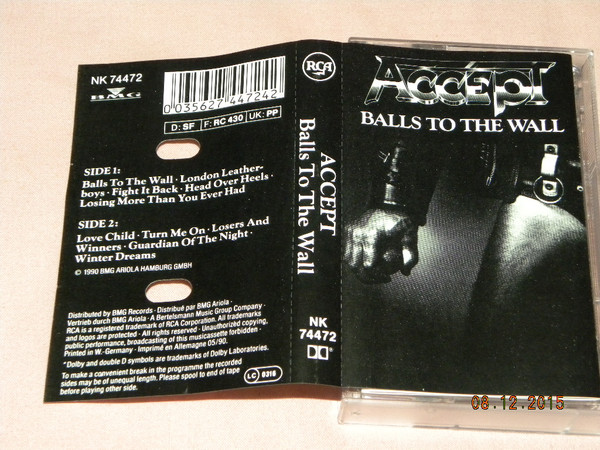 NK 74472
BMG
0 035627 447242
D: SF F: RC 430 UK: PP
SIDE 1:
Balls To The Wall · London Leather-
boys · Fight It Back · Head Over Heels ·
Losing More Than You Ever Had
SIDE 2:
Love Child · Turn Me On · Losers And
Winners · Guardian Of The Night ·
Winter Dreams
© 1990 BMG ARIOLA HAMBURG GMBH
Distributed by BMG Records · Distribué par BMG Ariola ·
Vertrieb durch BMG Ariola · A Bertelsmann Music Group Company ·
RCA is a registered trademark of RCA Corporation. All trademarks
and logos are protected · All rights reserved · Unauthorized copying,
public performance, broadcasting of this musicassette forbidden ·
Printed in W.-Germany · Imprimé en Allemagne 05/90.
"Dolby and double D symbols are trademarks of Dolby Laboratories.
To make a convenient break in the programme the recorded
sides may be of unequal length. Please spool to end of tape
before playing other side.
LC 0316
RCA
ACCEPT
Balls To The Wall
NK
74472
ACCEPT
BALLS TO THE WALL
08.12.2015